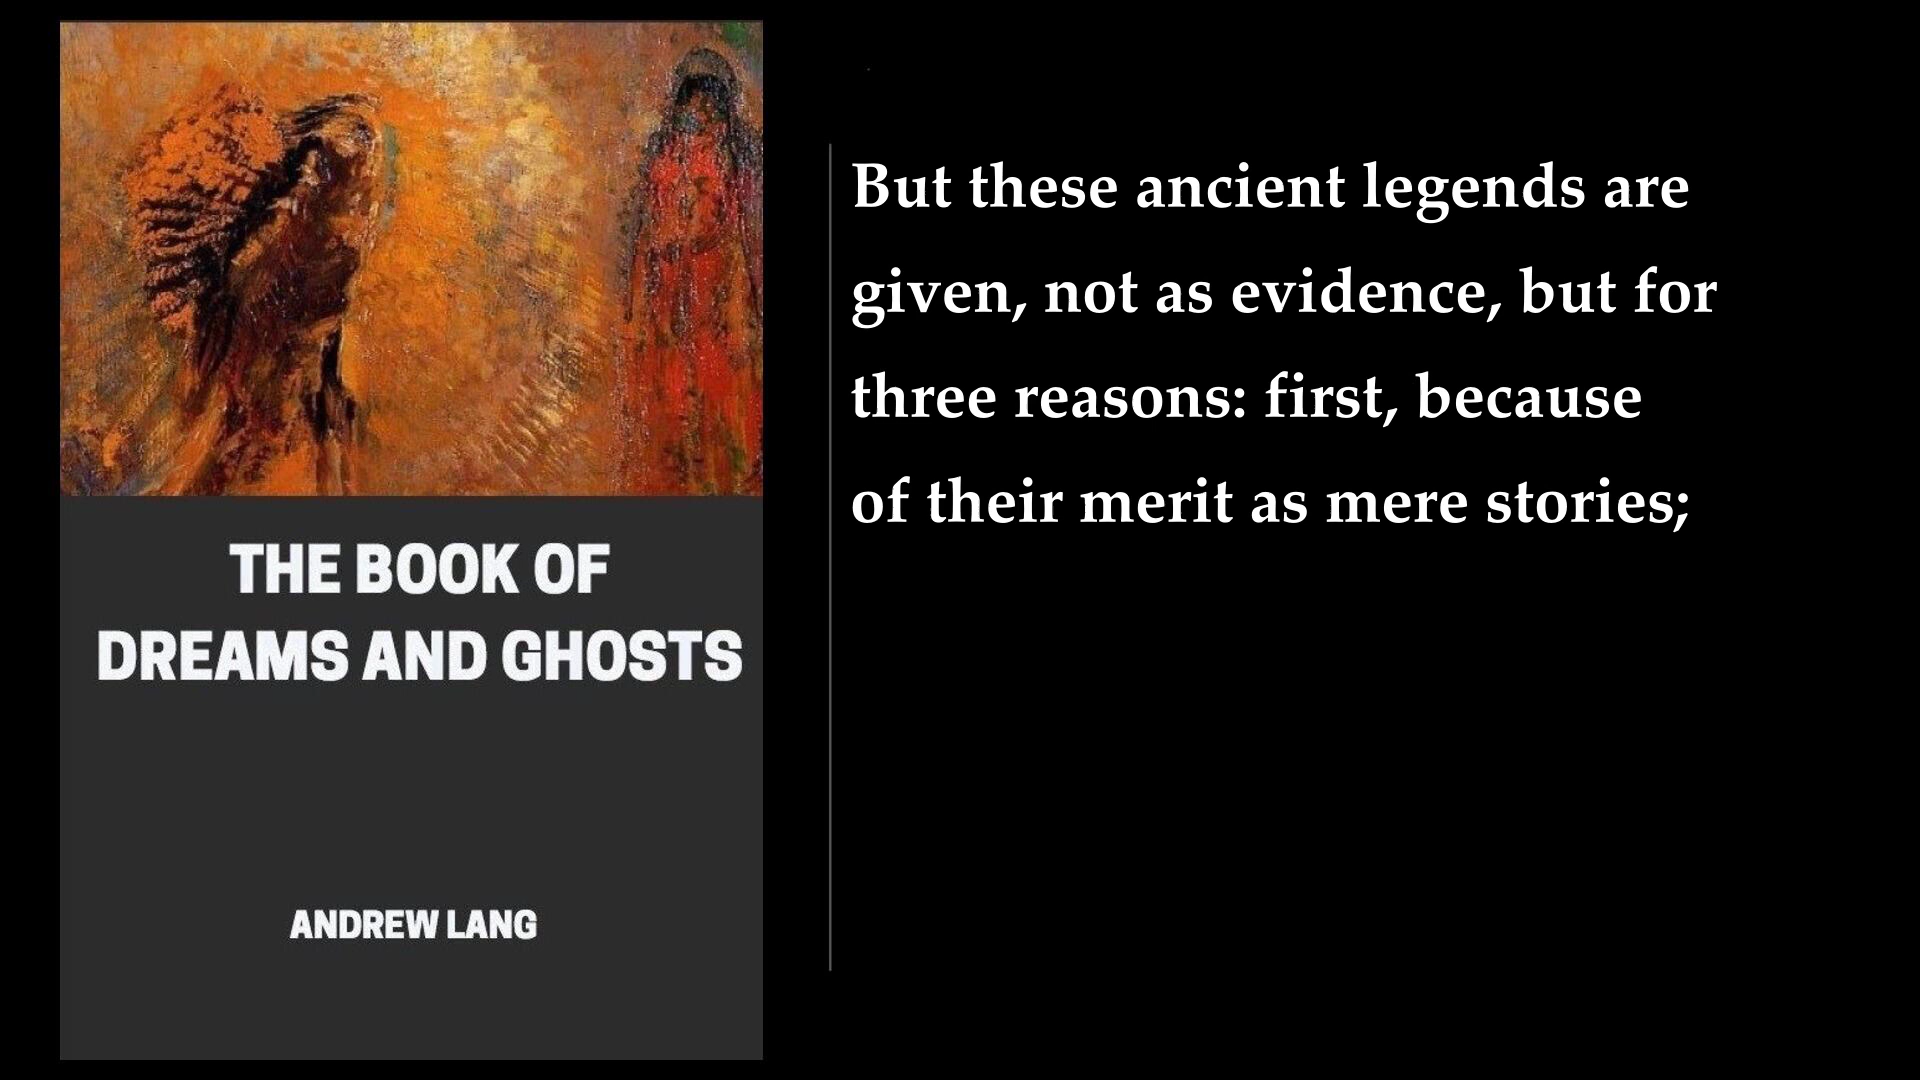 THE BOOK OF
DREAMS AND GHOSTS
ANDREW LANG
But these ancient legends are
given, not as evidence, but for
three reasons: first, because
of their merit as mere stories;